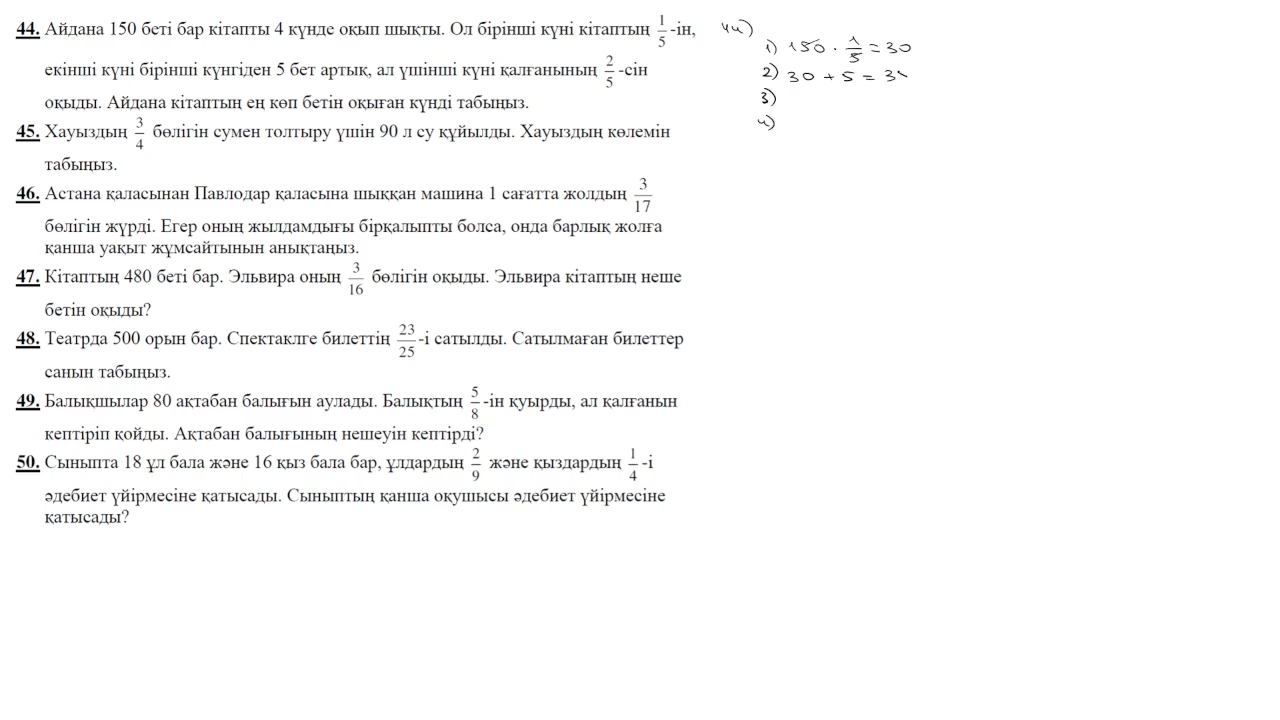 44. Айдана 150 беті бар кітапты 4 күнде оқып шықты. Ол бірінші күні кітаптың 1/5 -ін,
екінші күні бірінші күнгіден 5 бет артық, ал үшінші күні қалғанының 2/5 -сін
оқыды. Айдана кітаптың ең көп бетін оқыған күнді табыңыз.
45. Хауыздың 3/4 бөлігін сумен толтыру үшін 90 л су құйылды. Хауыздың көлемін
табыңыз.
46. Астана қаласынан Павлодар қаласына шыққан машина 1 сағатта жолдың 3/17
бөлігін жүрді. Егер оның жылдамдығы бірқалыпты болса, онда барлық жолға
қанша уақыт жұмсайтынын анықтаңыз.
47. Кітаптың 480 беті бар. Эльвира оның 3/16 бөлігін оқыды. Эльвира кітаптың неше
бетін оқыды?
48. Театрда 500 орын бар. Спектаклге билеттің 23/25 -і сатылды. Сатылмаған билеттер
санын табыңыз.
49. Балықшылар 80 ақтабан балығын аулады. Балықтың 5/8 -ін қуырды, ал қалғанын
кептіріп қойды. Ақтабан балығының нешеуін кептірді?
50. Сыныпта 18 ұл бала және 16 қыз бала бар, ұлдардың 2/9 және қыздардың 1/4 -і
әдебиет үйірмесіне қатысады. Сыныптың қанша оқушысы әдебиет үйірмесіне
қатысады?
44)
1) 150 · 1/5 = 30
2) 30 + 5 =
3)
4)